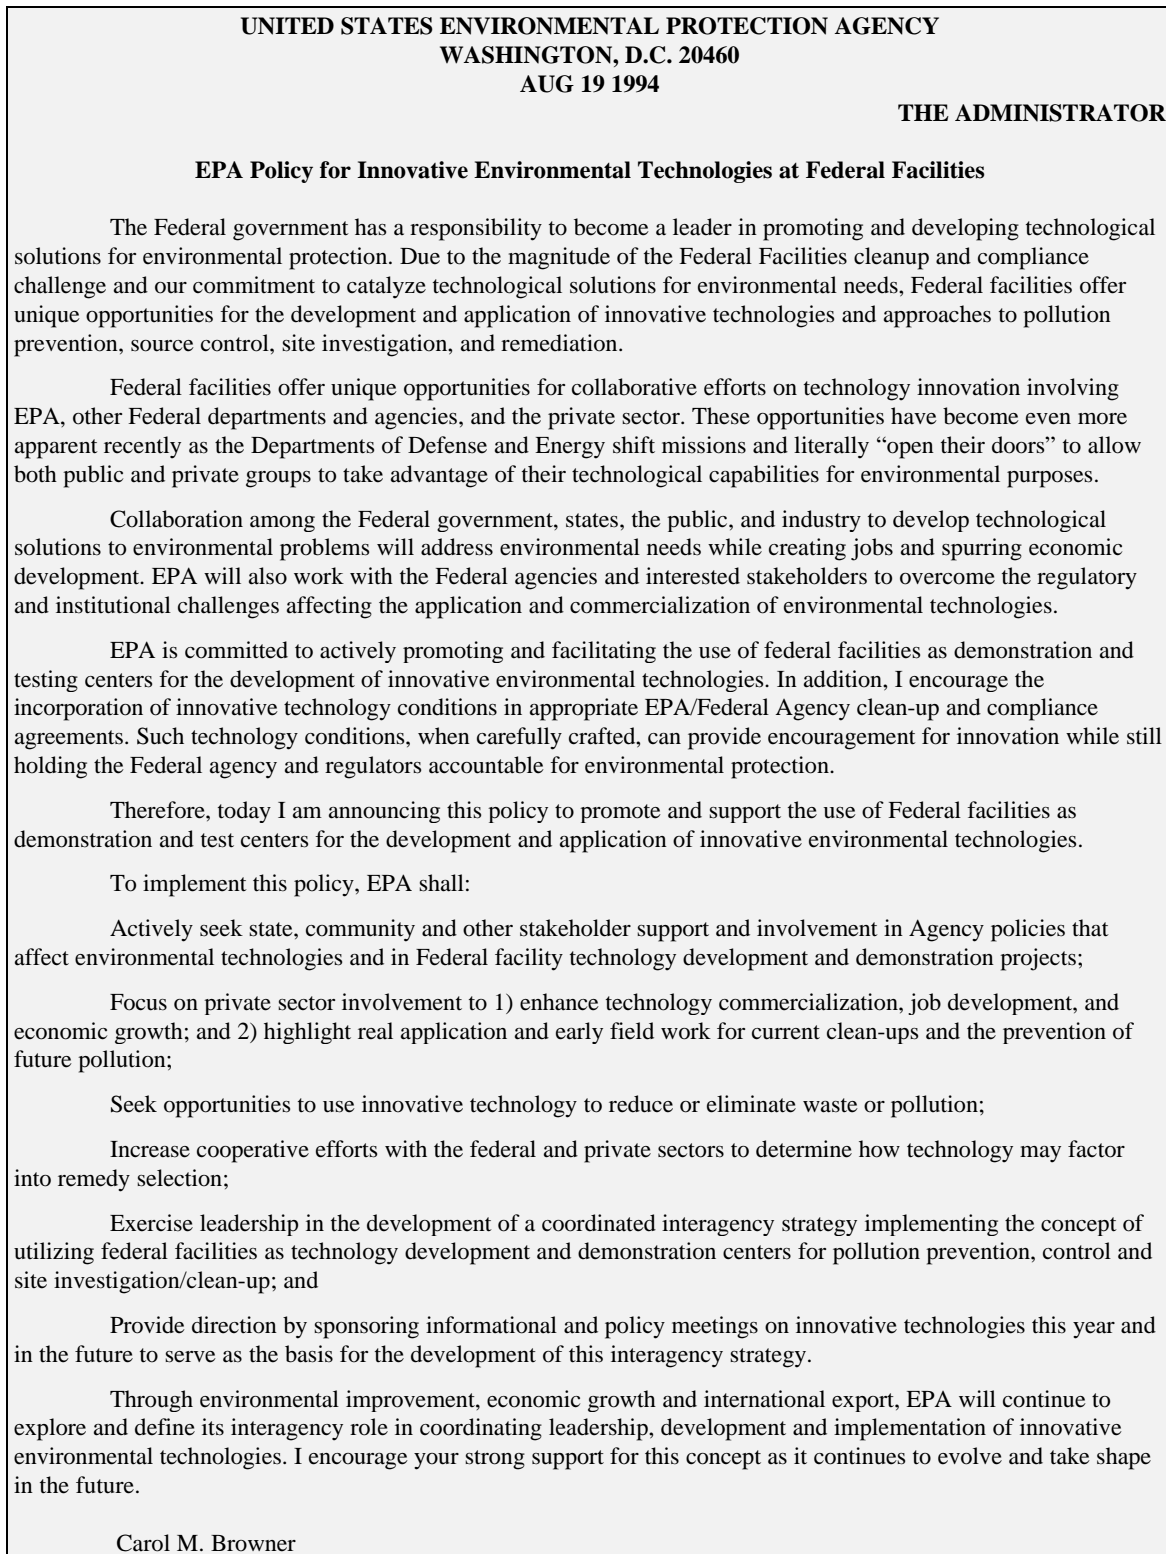 UNITED STATES ENVIRONMENTAL PROTECTION AGENCY
WASHINGTON, D.C. 20460
AUG 19 1994
THE ADMINISTRATOR
EPA Policy for Innovative Environmental Technologies at Federal Facilities
The Federal government has a responsibility to become a leader in promoting and developing technological
solutions for environmental protection. Due to the magnitude of the Federal Facilities cleanup and compliance
challenge and our commitment to catalyze technological solutions for environmental needs, Federal facilities offer
unique opportunities for the development and application of innovative technologies and approaches to pollution
prevention, source control, site investigation, and remediation.
Federal facilities offer unique opportunities for collaborative efforts on technology innovation involving
EPA, other Federal departments and agencies, and the private sector. These opportunities have become even more
apparent recently as the Departments of Defense and Energy shift missions and literally “open their doors” to allow
both public and private groups to take advantage of their technological capabilities for environmental purposes.
Collaboration among the Federal government, states, the public, and industry to develop technological
solutions to environmental problems will address environmental needs while creating jobs and spurring economic
development. EPA will also work with the Federal agencies and interested stakeholders to overcome the regulatory
and institutional challenges affecting the application and commercialization of environmental technologies.
EPA is committed to actively promoting and facilitating the use of federal facilities as demonstration and
testing centers for the development of innovative environmental technologies. In addition, I encourage the
incorporation of innovative technology conditions in appropriate EPA/Federal Agency clean-up and compliance
agreements. Such technology conditions, when carefully crafted, can provide encouragement for innovation while still
holding the Federal agency and regulators accountable for environmental protection.
Therefore, today I am announcing this policy to promote and support the use of Federal facilities as
demonstration and test centers for the development and application of innovative environmental technologies.
To implement this policy, EPA shall:
Actively seek state, community and other stakeholder support and involvement in Agency policies that
affect environmental technologies and in Federal facility technology development and demonstration projects;
Focus on private sector involvement to 1) enhance technology commercialization, job development, and
economic growth; and 2) highlight real application and early field work for current clean-ups and the prevention of
future pollution;
Seek opportunities to use innovative technology to reduce or eliminate waste or pollution;
Increase cooperative efforts with the federal and private sectors to determine how technology may factor
into remedy selection;
Exercise leadership in the development of a coordinated interagency strategy implementing the concept of
utilizing federal facilities as technology development and demonstration centers for pollution prevention, control and
site investigation/clean-up; and
Provide direction by sponsoring informational and policy meetings on innovative technologies this year and
in the future to serve as the basis for the development of this interagency strategy.
Through environmental improvement, economic growth and international export, EPA will continue to
explore and define its interagency role in coordinating leadership, development and implementation of innovative
environmental technologies. I encourage your strong support for this concept as it continues to evolve and take shape
in the future.
Carol M. Browner